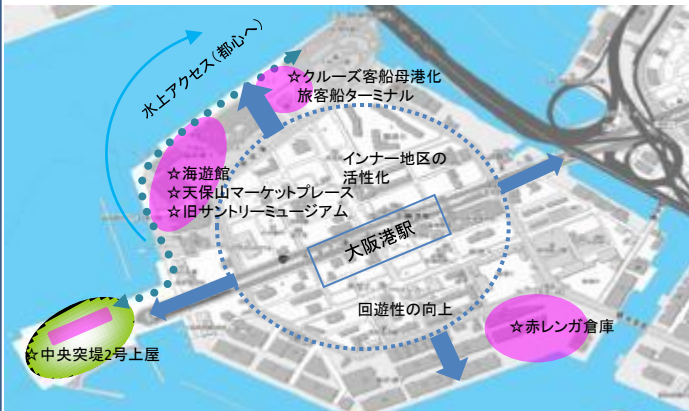 水上アクセス(都心へ)
☆クルーズ客船母港化
旅客船ターミナル
インナー地区の
活性化
☆海遊館
☆天保山マーケットプレース
☆旧サントリーミュージアム
大阪港駅
回遊性の向上
☆赤レンガ倉庫
☆中央突堤2号上屋